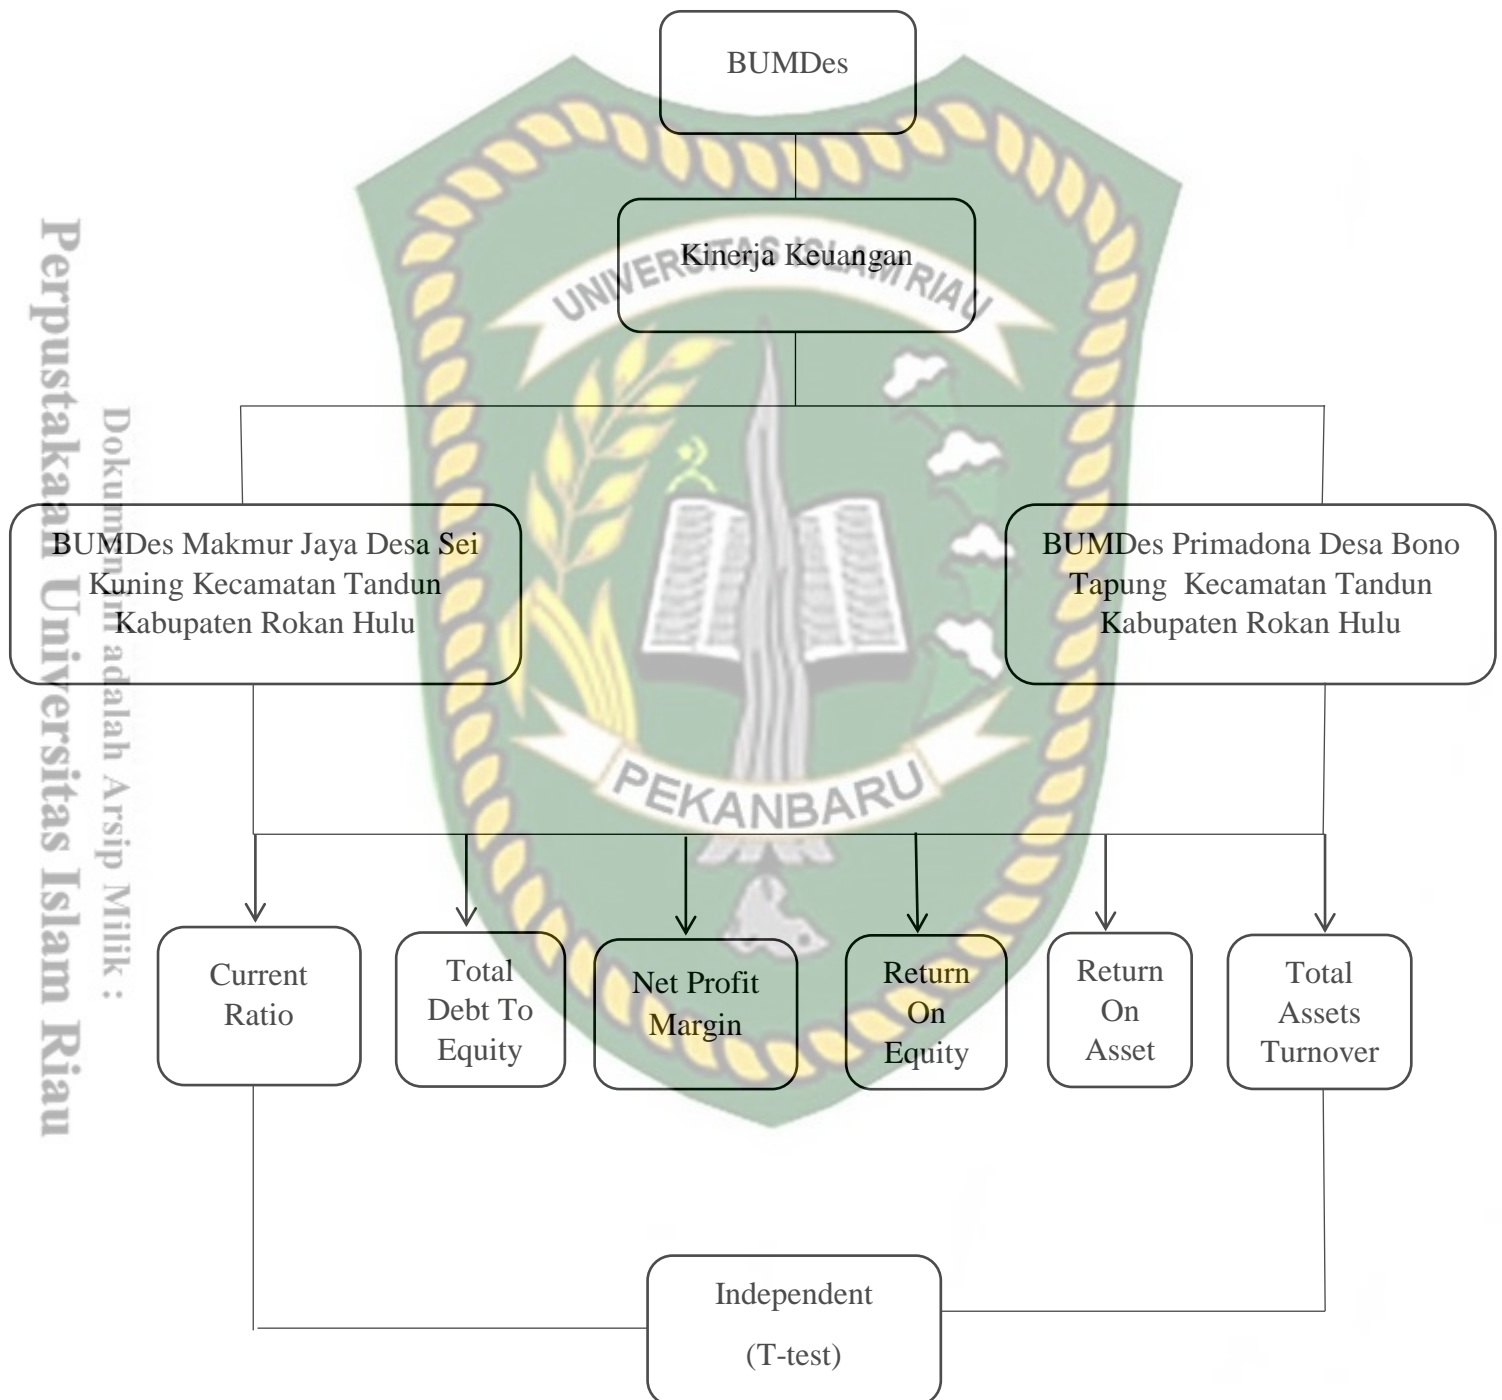 BUMDes
Kinerja Keuangan
UNIVERSITAS ISLAM RIAU
BUMDes Makmur Jaya Desa Sei
Kuning Kecamatan Tandun
Kabupaten Rokan Hulu
BUMDes Primadona Desa Bono
Tapung Kecamatan Tandun
Kabupaten Rokan Hulu
PEKANBARU
Current
Ratio
Total
Debt To
Equity
Net Profit
Margin
Return
On
Equity
Return
On
Asset
Total
Assets
Turnover
Independent
(T-test)
Dokumen ini adalah Arsip Milik :
Perpustakaan Universitas Islam Riau